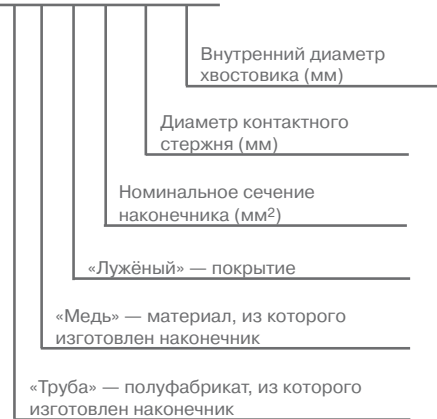 Внутренний диаметр
хвостовика (мм)
Диаметр контактного
стержня (мм)
Номинальное сечение
наконечника (мм²)
«Лужёный» — покрытие
«Медь» — материал, из которого
изготовлен наконечник
«Труба» — полуфабрикат, из которого
изготовлен наконечник